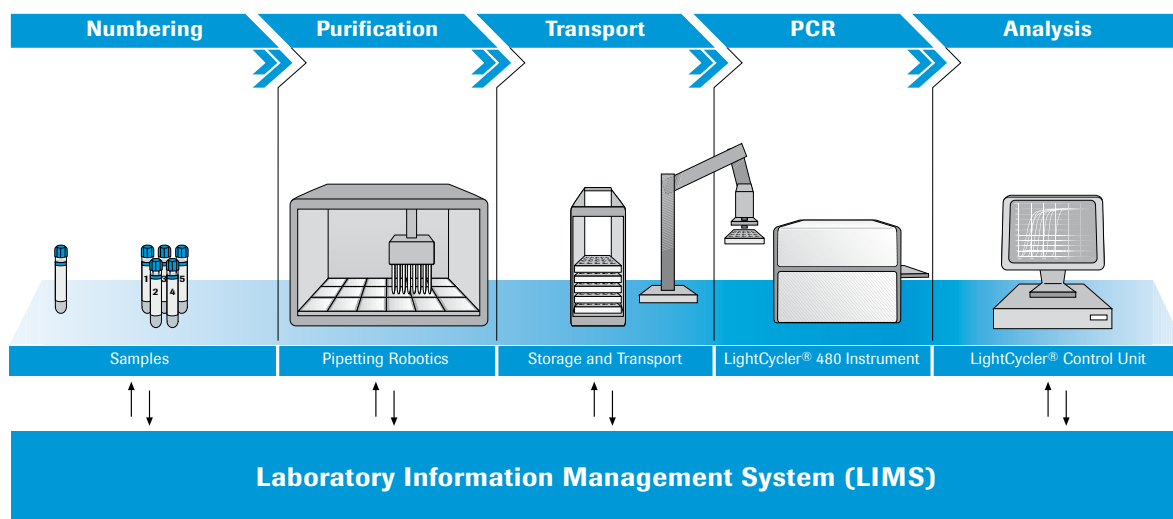 Numbering
Purification
Transport
PCR
Analysis
1 3 5
2 4
Samples
Pipetting Robotics
Storage and Transport
LightCycler® 480 Instrument
LightCycler® Control Unit
Laboratory Information Management System (LIMS)